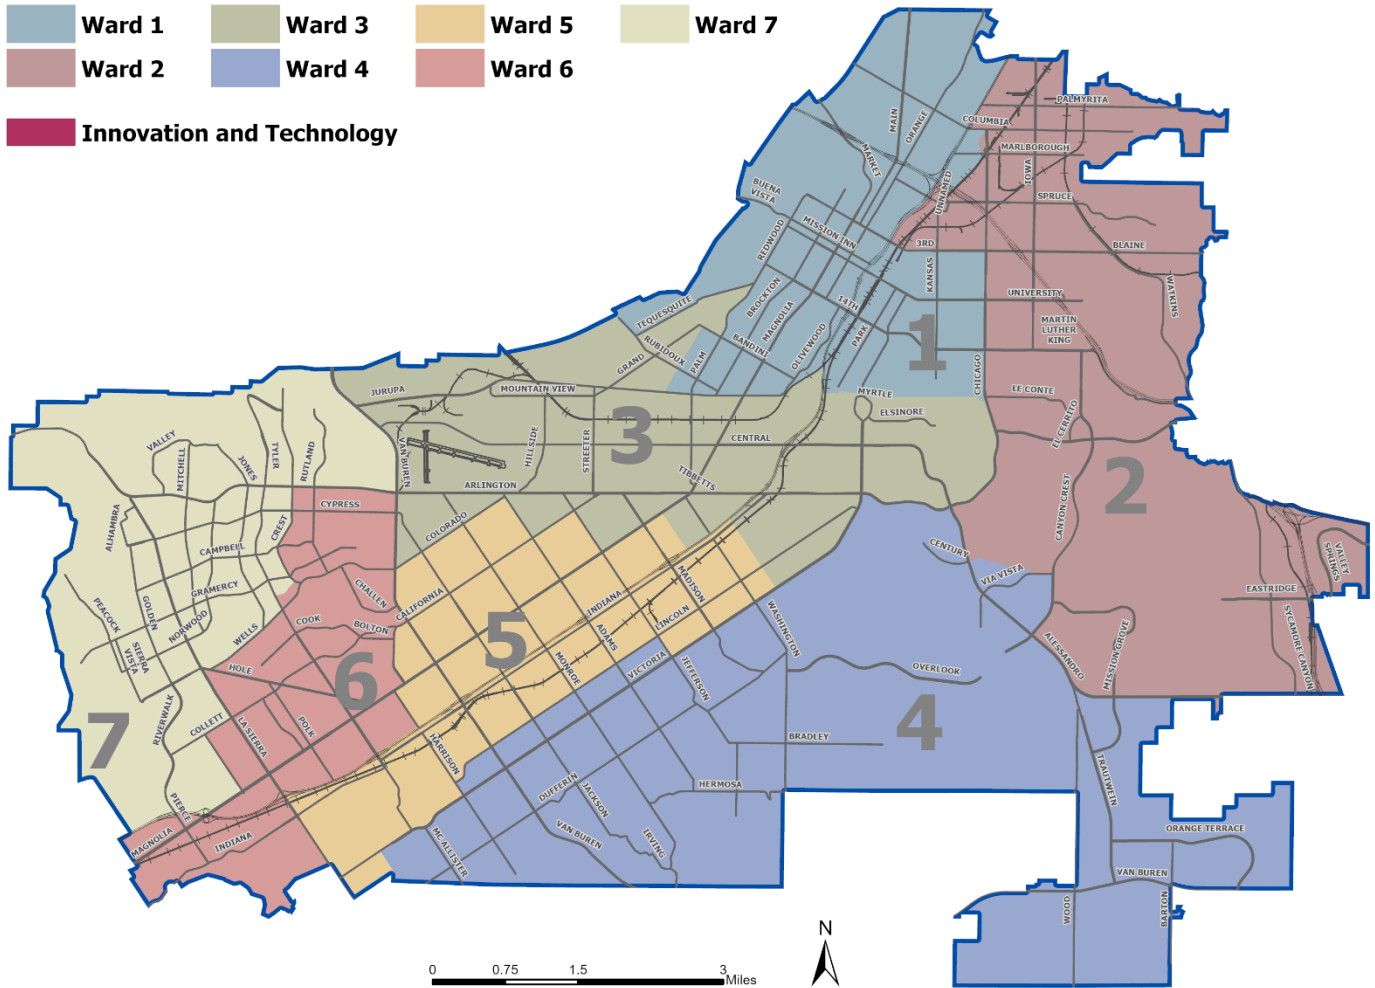 Ward 1
Ward 3
Ward 5
Ward 7
Ward 2
Ward 4
Ward 6
Innovation and Technology
PALMYRITA
MAIN
ORANGE
COLUMBIA
MARKET
MARLBOROUGH
IOWA
BUENA
VISTA
UNNAMED
SPRUCE
REDWOOD
MISSION INN
3RD
BLAINE
KANSAS
WATKINS
TEQUESQUITE
BROCKTON
MAGNOLIA
14TH
UNIVERSITY
OLIVEWOOD
PARK
1
MARTIN
LUTHER
KING
RUBIDOUX
GRAND
PALM
BANDINI
CHICAGO
JURUPA
MOUNTAIN VIEW
MYRTLE
LE CONTE
ELSINORE
EL CERRITO
3
CENTRAL
VALLEY
MITCHELL
JONES
TYLER
RUTLAND
VAN BUREN
HILLSIDE
STREETER
TIBBETTS
ARLINGTON
2
CANYON CREST
ALHAMBRA
CYPRESS
CREST
COLORADO
CAMPBELL
CENTURY
VALLEY
SPRINGS
GRAMERCY
CHALLEN
CALIFORNIA
INDIANA
MADISON
VIA VISTA
EASTRIDGE
PEACOCK
GOLDEN
NORWOOD
WELLS
COOK
BOLTON
LINCOLN
WASHINGTON
SYCAMORE CANYON
SIERRA
VISTA
HOLE
5
ADAMS
MONROE
VICTORIA
JEFFERSON
ALESSANDRO
MISSION GROVE
6
OVERLOOK
7
RIVERWALK
COLLETT
LA SIERRA
POLK
HARRISON
4
BRADLEY
TRAUTWEIN
PIERCE
DUFFERIN
JACKSON
HERMOSA
MAGNOLIA
INDIANA
MC ALLISTER
VAN BUREN
IRVING
ORANGE TERRACE
VAN BUREN
WOOD
BARTON
N
0
0.75
1.5
3
Miles